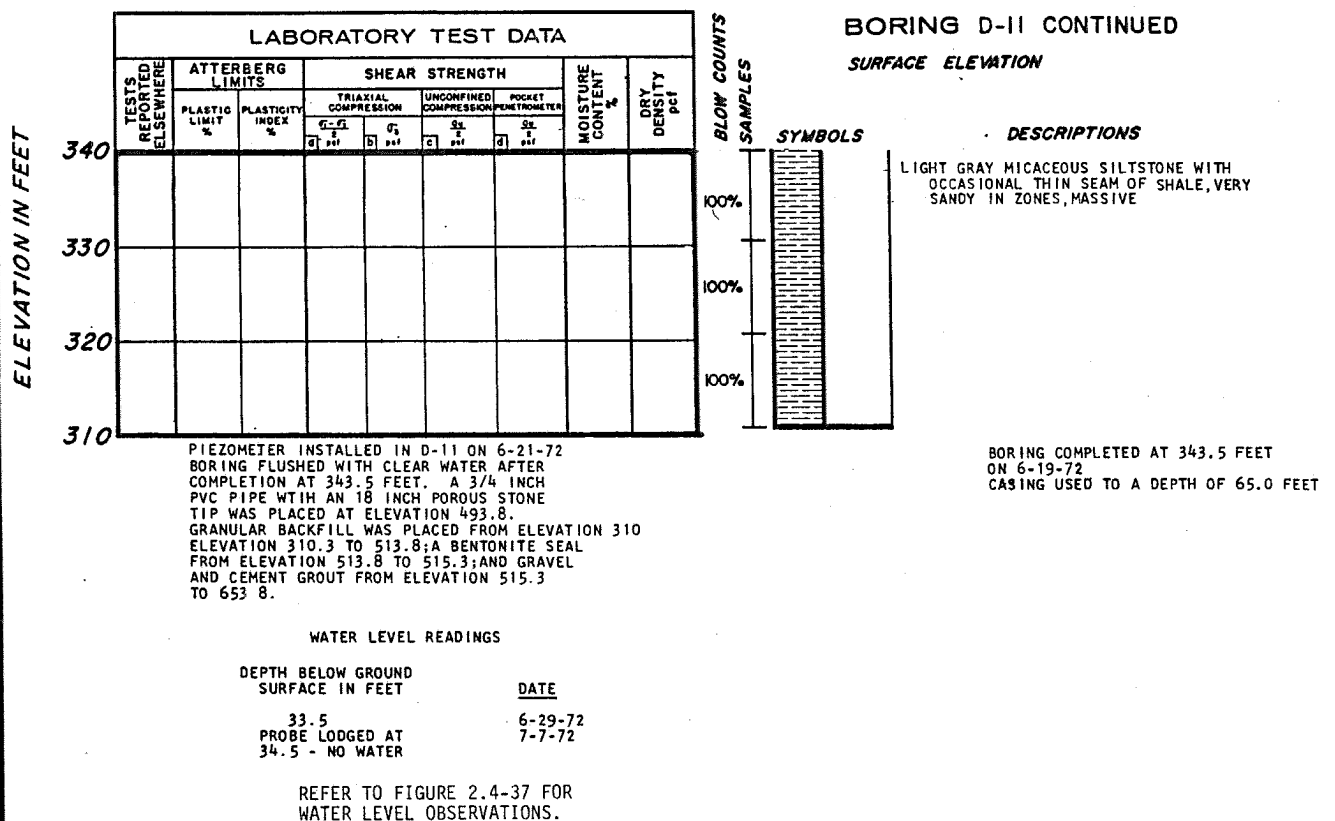 BORING D-11 CONTINUED
SURFACE ELEVATION
LABORATORY TEST DATA
TESTS REPORTED ELSEWHERE
ATTERBERG LIMITS
PLASTIC LIMIT %
PLASTICITY INDEX %
SHEAR STRENGTH
TRIAXIAL COMPRESSION
UNCONFINED COMPRESSION
POCKET PENETROMETER
a psf
b psf
c psf
d psf
MOISTURE CONTENT %
DRY DENSITY pcf
BLOW COUNTS
SAMPLES
SYMBOLS
DESCRIPTIONS
ELEVATION IN FEET
340
330
320
310
100%
100%
100%
LIGHT GRAY MICACEOUS SILTSTONE WITH
OCCASIONAL THIN SEAM OF SHALE, VERY
SANDY IN ZONES, MASSIVE
PIEZOMETER INSTALLED IN D-11 ON 6-21-72
BORING FLUSHED WITH CLEAR WATER AFTER
COMPLETION AT 343.5 FEET. A 3/4 INCH
PVC PIPE WTIH AN 18 INCH POROUS STONE
TIP WAS PLACED AT ELEVATION 493.8.
GRANULAR BACKFILL WAS PLACED FROM ELEVATION 310
ELEVATION 310.3 TO 513.8; A BENTONITE SEAL
FROM ELEVATION 513.8 TO 515.3; AND GRAVEL
AND CEMENT GROUT FROM ELEVATION 515.3
TO 653 8.
BORING COMPLETED AT 343.5 FEET
ON 6-19-72
CASING USED TO A DEPTH OF 65.0 FEET
WATER LEVEL READINGS
DEPTH BELOW GROUND
SURFACE IN FEET DATE
33.5 6-29-72
PROBE LODGED AT 7-7-72
34.5 - NO WATER
REFER TO FIGURE 2.4-37 FOR
WATER LEVEL OBSERVATIONS.